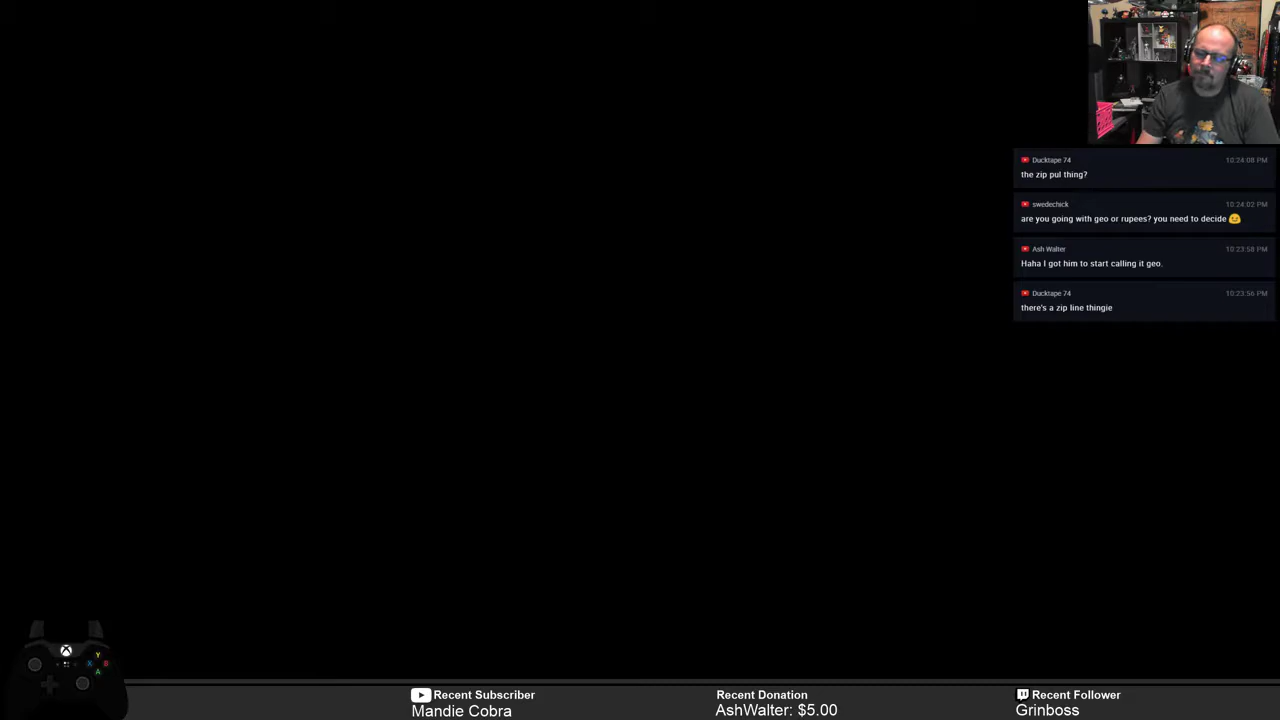 Ducktape 74 10:24:08 PM
the zip pul thing?
swedechick 10:24:02 PM
are you going with geo or rupees? you need to decide
Ash Walter 10:23:58 PM
Haha I got him to start calling it geo.
Ducktape 74 10:23:56 PM
there's a zip line thingie
Y
X B
A
Recent Subscriber
Mandie Cobra
Recent Donation
AshWalter: $5.00
Recent Follower
Grinboss